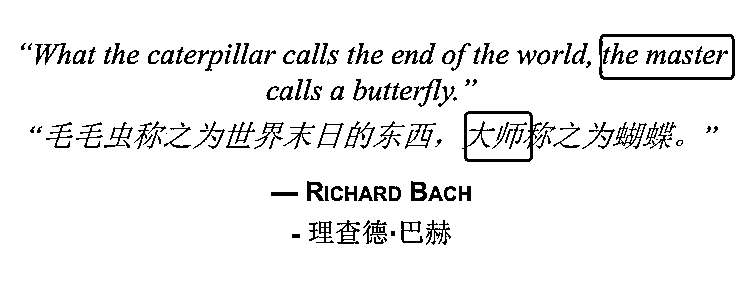 “What the caterpillar calls the end of the world, the master
calls a butterfly.”
“毛毛虫称之为世界末日的东西，大师称之为蝴蝶。”
— RICHARD BACH
- 理查德·巴赫